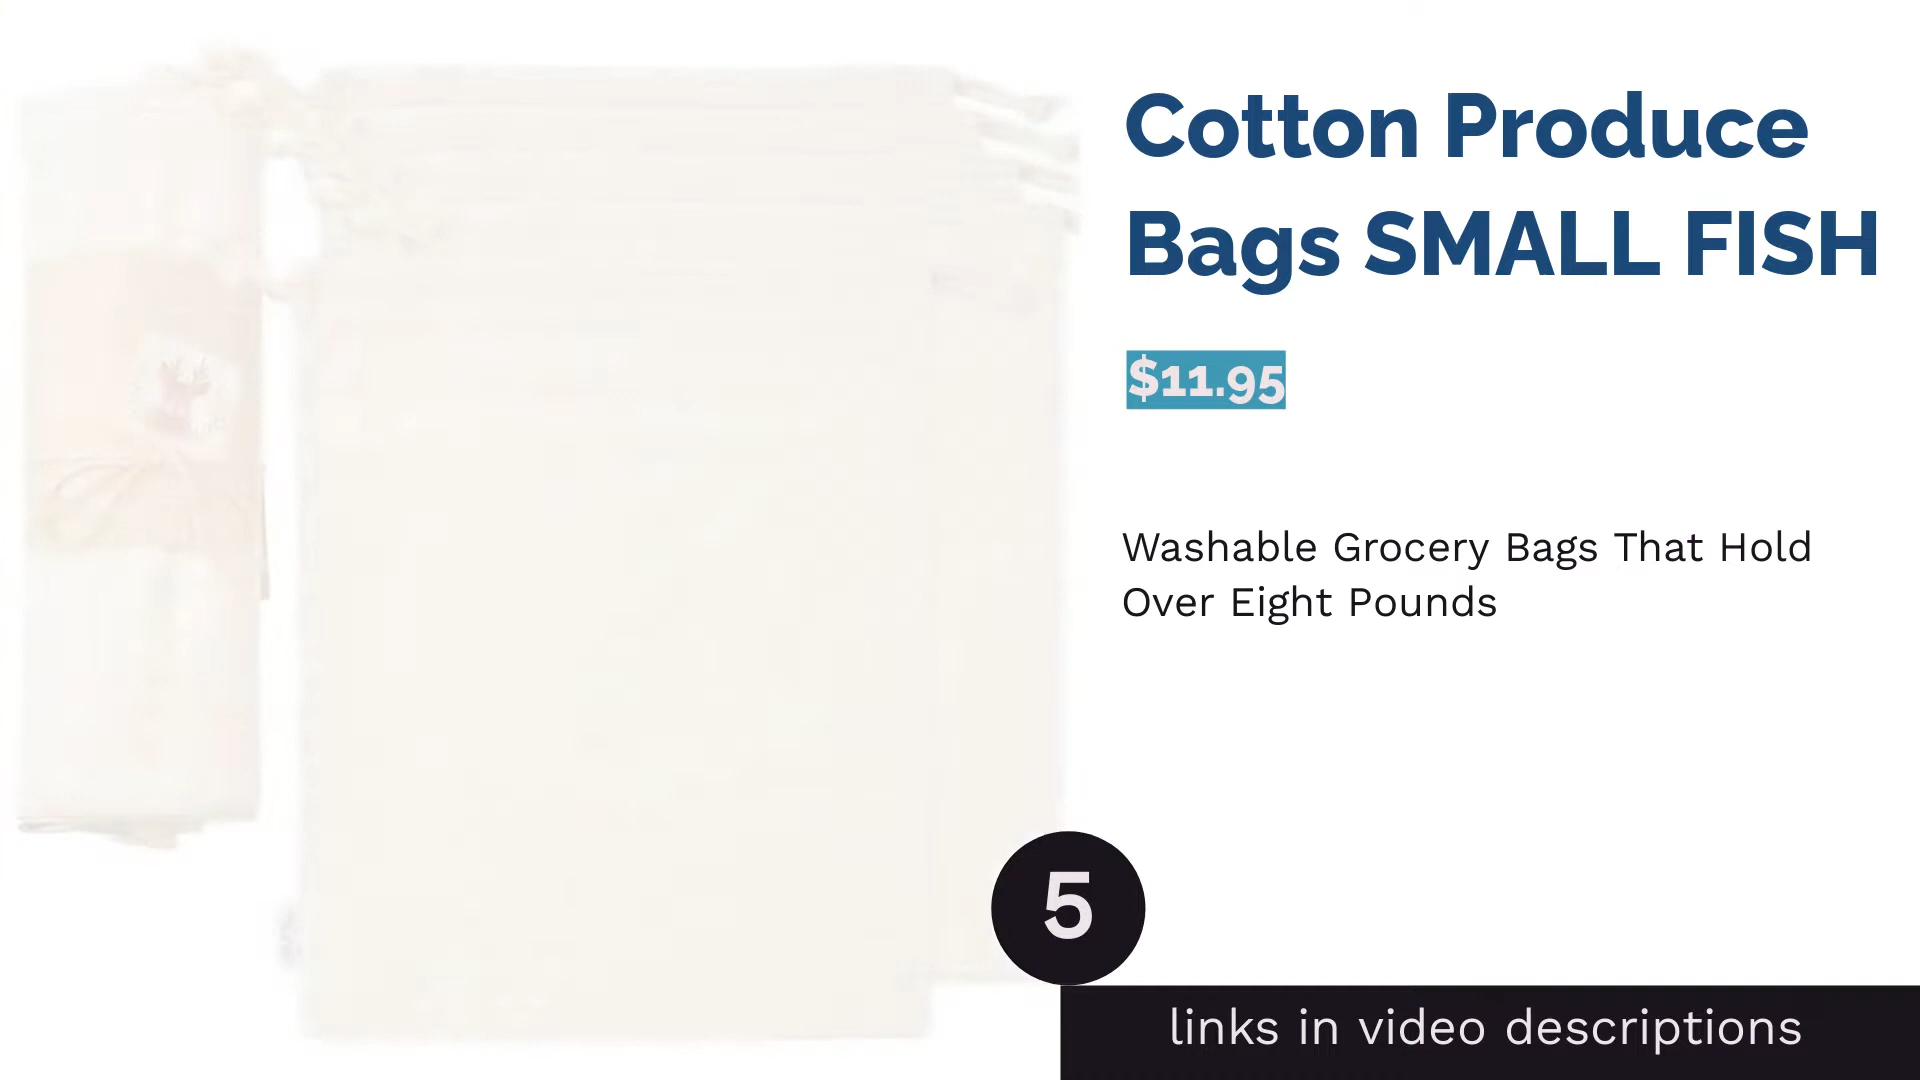 Cotton Produce
Bags SMALL FISH
$11.95
Washable Grocery Bags That Hold
Over Eight Pounds
5
links in video descriptions